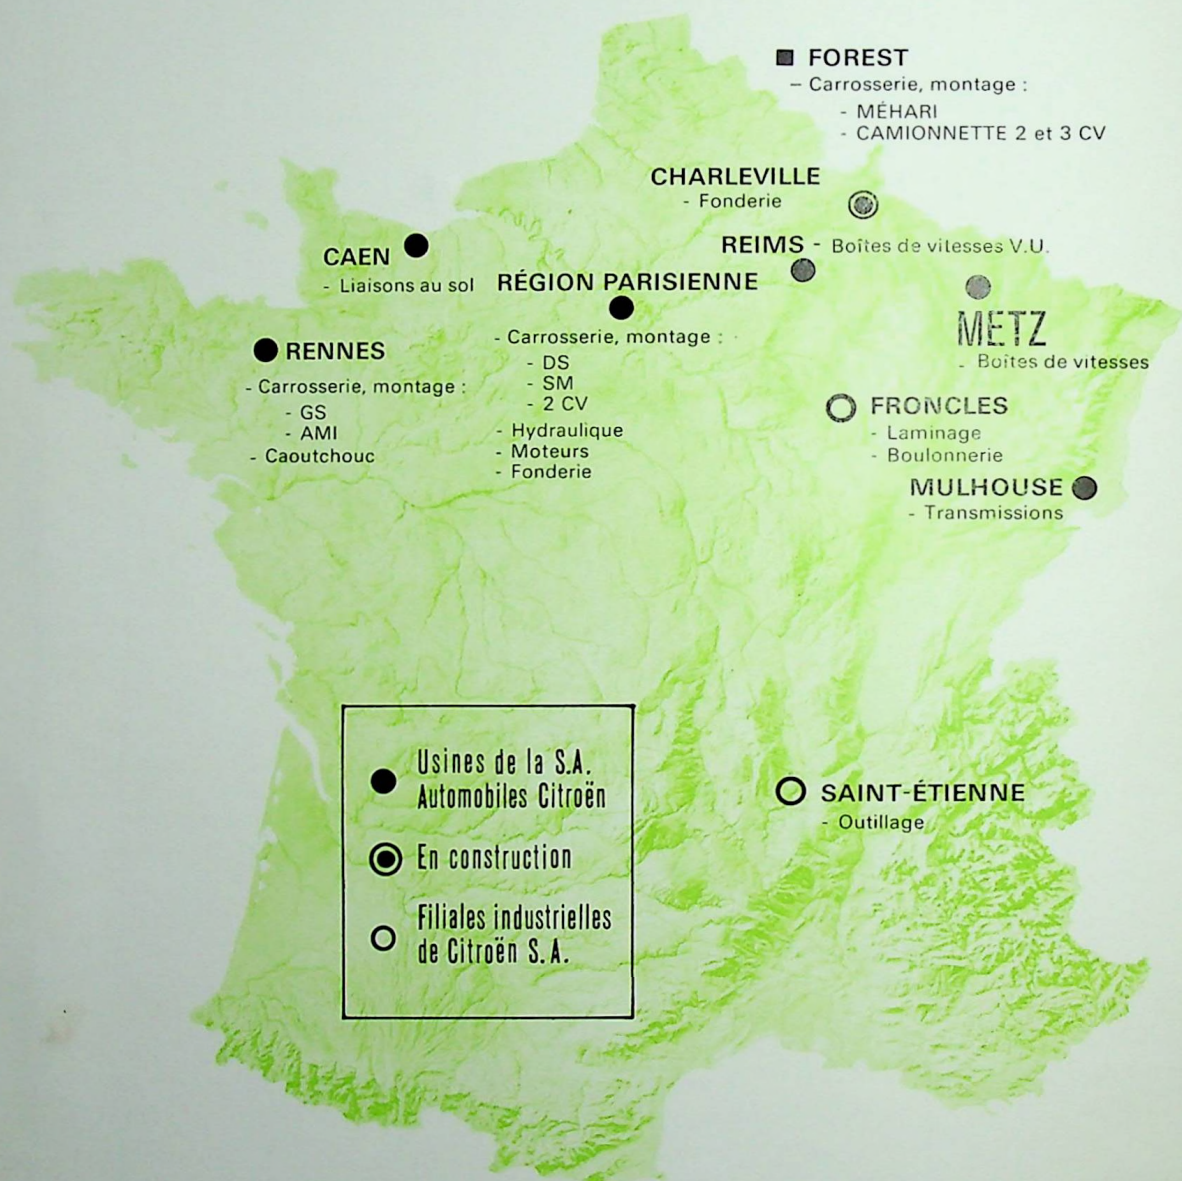 FOREST
– Carrosserie, montage :
- MÉHARI
- CAMIONNETTE 2 et 3 CV
CHARLEVILLE
- Fonderie
REIMS - Boîtes de vitesses V.U.
CAEN
- Liaisons au sol
RÉGION PARISIENNE
- Carrosserie, montage :
- DS
- SM
- 2 CV
- Hydraulique
- Moteurs
- Fonderie
METZ
- Boîtes de vitesses
RENNES
- Carrosserie, montage :
- GS
- AMI
- Caoutchouc
FRONCLES
- Laminage
- Boulonnerie
MULHOUSE
- Transmissions
SAINT-ÉTIENNE
- Outillage
Usines de la S.A.
Automobiles Citroën
En construction
Filiales industrielles
de Citroën S.A.